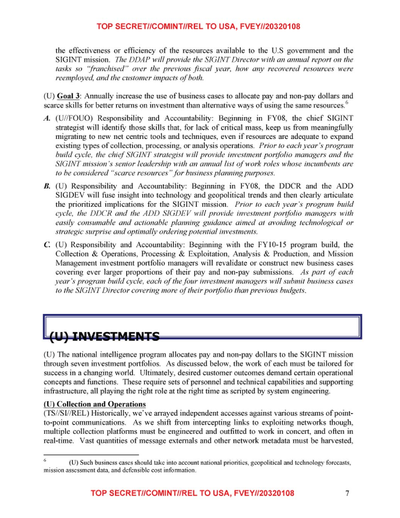 TOP SECRET//COMINT//REL TO USA, FVEY//20320108
the effectiveness or efficiency of the resources available to the U.S government and the
SIGINT mission. The DDAP will provide the SIGINT Director with an annual report on the
tasks so “franchised” over the previous fiscal year, how any recovered resources were
reemployed, and the customer impacts of both.
(U) Goal 3: Annually increase the use of business cases to allocate pay and non-pay dollars and
scarce skills for better returns on investment than alternative ways of using the same resources.6
A. (U//FOUO) Responsibility and Accountability: Beginning in FY08, the chief SIGINT
strategist will identify those skills that, for lack of critical mass, keep us from meaningfully
migrating to new net centric tools and techniques, even if resources are adequate to expand
existing types of collection, processing, or analysis operations. Prior to each year’s program
build cycle, the chief SIGINT strategist will provide investment portfolio managers and the
SIGINT mission’s senior leadership with an annual list of work roles whose incumbents are
to be considered “scarce resources” for business planning purposes.
B. (U) Responsibility and Accountability: Beginning in FY08, the DDCR and the ADD
SIGDEV will fuse insight into technology and geopolitical trends and then clearly articulate
the prioritized implications for the SIGINT mission. Prior to each year’s program build
cycle, the DDCR and the ADD SIGDEV will provide investment portfolio managers with
easily consumable and actionable planning guidance aimed at avoiding technological or
strategic surprise and optimally ordering potential investments.
C. (U) Responsibility and Accountability: Beginning with the FY10-15 program build, the
Collection & Operations, Processing & Exploitation, Analysis & Production, and Mission
Management investment portfolio managers will revalidate or construct new business cases
covering ever larger proportions of their pay and non-pay submissions. As part of each
year’s program build cycle, each of the four investment managers will submit business cases
to the SIGINT Director covering more of their portfolio than previous budgets.
(U) INVESTMENTS
(U) The national intelligence program allocates pay and non-pay dollars to the SIGINT mission
through seven investment portfolios. As discussed below, the work of each must be tailored for
success in a changing world. Ultimately, desired customer outcomes demand certain operational
concepts and functions. These require sets of personnel and technical capabilities and supporting
infrastructure, all playing the right role at the right time as scripted by system engineering.
(U) Collection and Operations
(TS//SI//REL) Historically, we’ve arrayed independent accesses against various streams of point-
to-point communications. As we shift from intercepting links to exploiting networks though,
multiple collection platforms must be engineered and outfitted to work in concert, and often in
real-time. Vast quantities of message externals and other network metadata must be harvested,
6 (U) Such business cases should take into account national priorities, geopolitical and technology forecasts,
mission assessment data, and defensible cost information.
TOP SECRET//COMINT//REL TO USA, FVEY//20320108
7